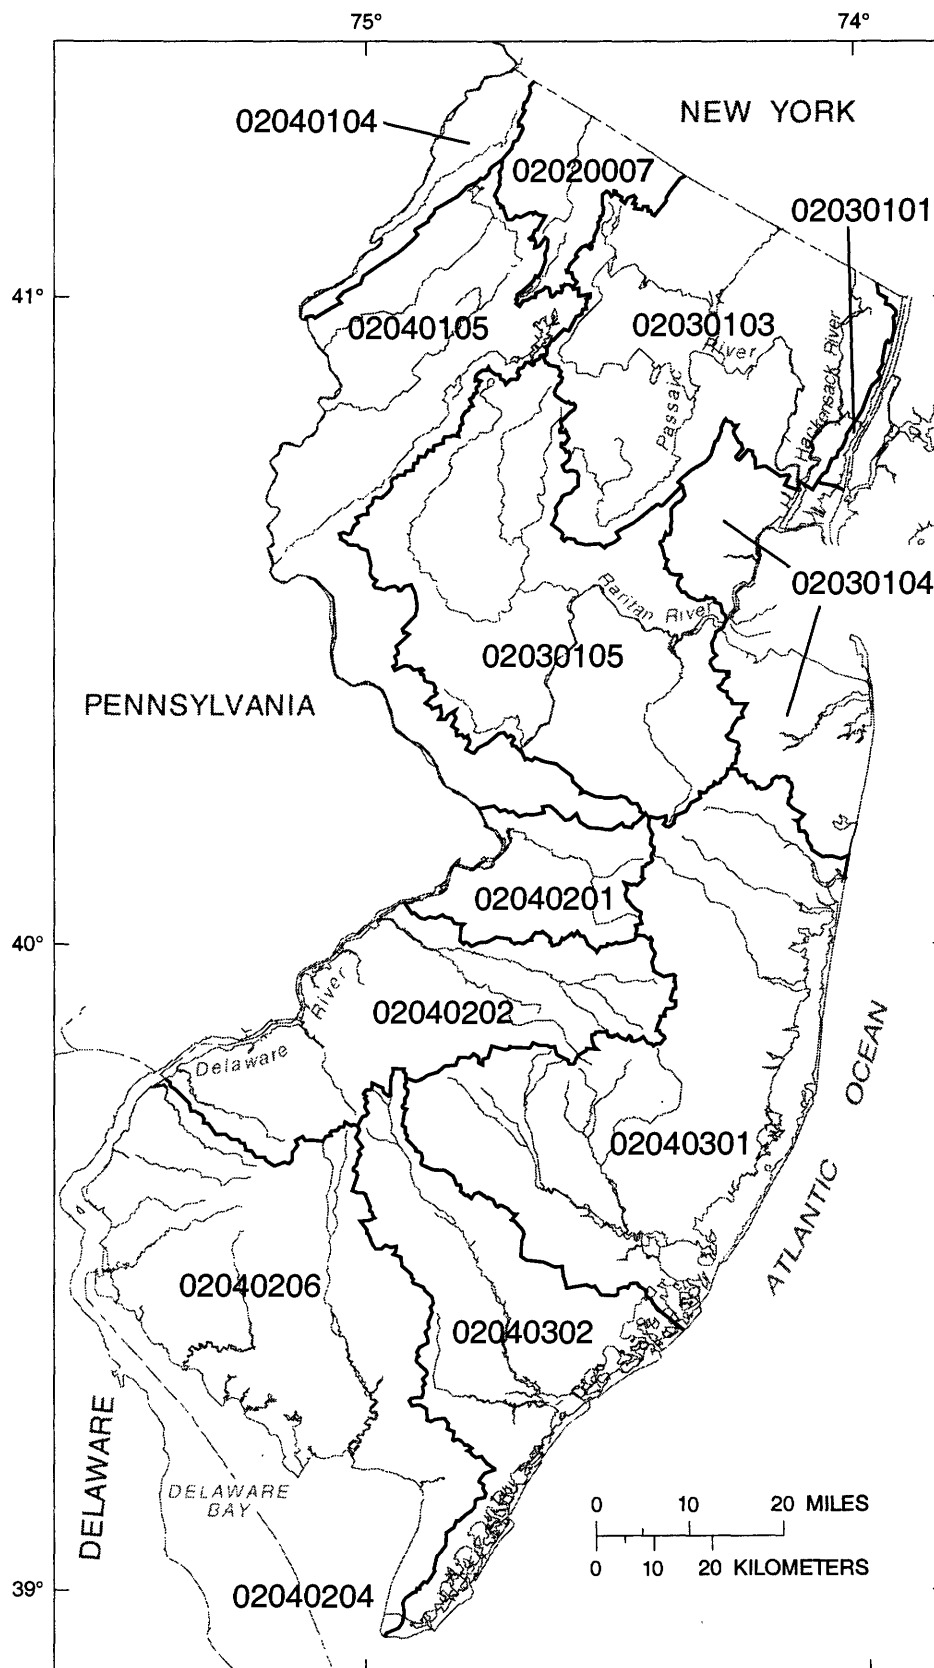 75°
74°
NEW YORK
02040104
02020007
02030101
41°
02040105
02030103
River
Passaic
Hackensack River
02030104
Raritan River
02030105
PENNSYLVANIA
02040201
40°
02040202
River
Delaware
OCEAN
ATLANTIC
02040301
02040206
02040302
DELAWARE
DELAWARE
BAY
0 10 20 MILES
0 10 20 KILOMETERS
02040204
39°